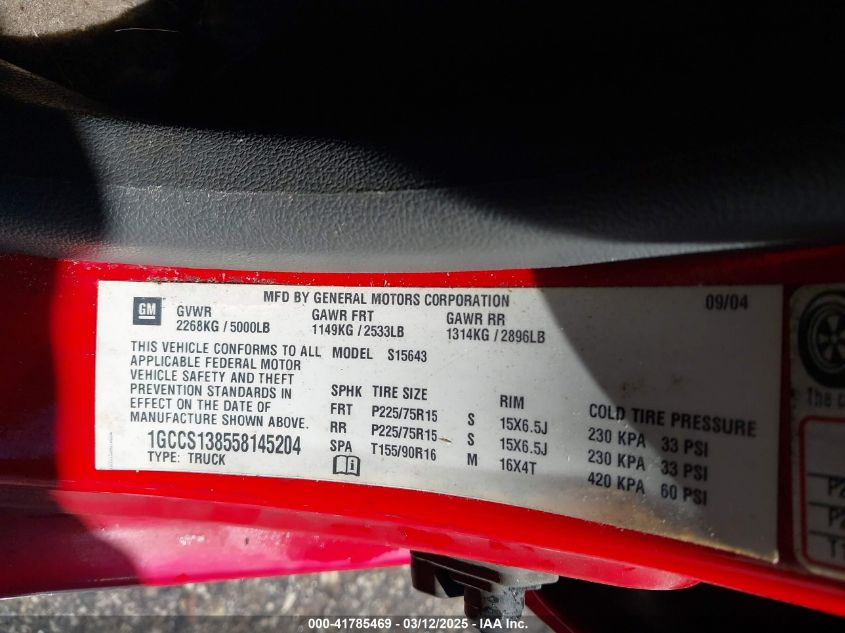 MFD BY GENERAL MOTORS CORPORATION 09/04
GM
GVWR GAWR FRT GAWR RR
2268KG / 5000LB 1149KG / 2533LB 1314KG / 2896LB
THIS VEHICLE CONFORMS TO ALL
APPLICABLE FEDERAL MOTOR
VEHICLE SAFETY AND THEFT
PREVENTION STANDARDS IN
EFFECT ON THE DATE OF
MANUFACTURE SHOWN ABOVE.
1GCCS138558145204
TYPE: TRUCK
MODEL S15643
SPHK TIRE SIZE RIM COLD TIRE PRESSURE
FRT P225/75R15 S 15X6.5J 230 KPA 33 PSI
RR P225/75R15 S 15X6.5J 230 KPA 33 PSI
SPA T155/90R16 M 16X4T 420 KPA 60 PSI
The
000-41785469 - 03/12/2025 - IAA Inc.